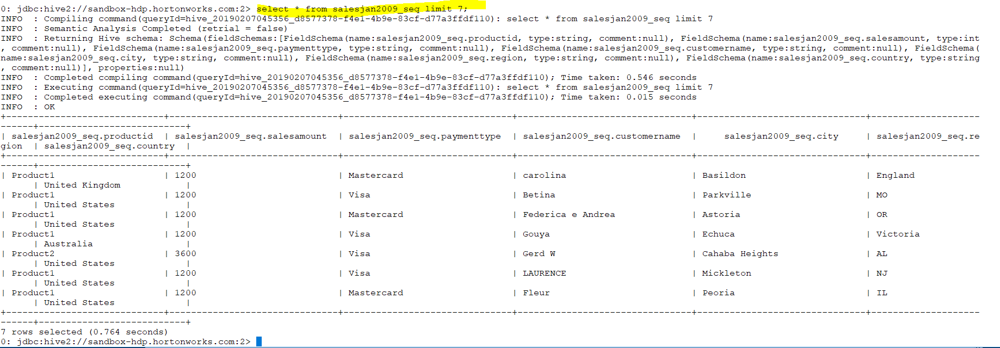 0: jdbc:hive2://sandbox-hdp.hortonworks.com:2> select * from salesjan2009_seq limit 7;
INFO  : Compiling command(queryId=hive_20190207045356_d8577378-f4e1-4b9e-83cf-d77a3ffdf110): select * from salesjan2009_seq limit 7
INFO  : Semantic Analysis Completed (retrial = false)
INFO  : Returning Hive schema: Schema(fieldSchemas:[FieldSchema(name:salesjan2009_seq.productid, type:string, comment:null), FieldSchema(name:salesjan2009_seq.salesamount, type:int
, comment:null), FieldSchema(name:salesjan2009_seq.paymenttype, type:string, comment:null), FieldSchema(name:salesjan2009_seq.customername, type:string, comment:null), FieldSchema(
name:salesjan2009_seq.city, type:string, comment:null), FieldSchema(name:salesjan2009_seq.region, type:string, comment:null), FieldSchema(name:salesjan2009_seq.country, type:string
, comment:null)], properties:null)
INFO  : Completed compiling command(queryId=hive_20190207045356_d8577378-f4e1-4b9e-83cf-d77a3ffdf110); Time taken: 0.546 seconds
INFO  : Executing command(queryId=hive_20190207045356_d8577378-f4e1-4b9e-83cf-d77a3ffdf110): select * from salesjan2009_seq limit 7
INFO  : Completed executing command(queryId=hive_20190207045356_d8577378-f4e1-4b9e-83cf-d77a3ffdf110); Time taken: 0.015 seconds
INFO  : OK
+-----------------------------+-------------------------------+-------------------------------+--------------------------------+-------------------------------+--------------------
------+---------------------------+
| salesjan2009_seq.productid  | salesjan2009_seq.salesamount  | salesjan2009_seq.paymenttype  | salesjan2009_seq.customername  |     salesjan2009_seq.city     | salesjan2009_seq.re
gion  | salesjan2009_seq.country  |
+-----------------------------+-------------------------------+-------------------------------+--------------------------------+-------------------------------+--------------------
------+---------------------------+
| Product1                    | 1200                          | Mastercard                    | carolina                       | Basildon                      | England
      | United Kingdom            |
| Product1                    | 1200                          | Visa                          | Betina                         | Parkville                     | MO
      | United States             |
| Product1                    | 1200                          | Mastercard                    | Federica e Andrea              | Astoria                       | OR
      | United States             |
| Product1                    | 1200                          | Visa                          | Gouya                          | Echuca                        | Victoria
      | Australia                 |
| Product2                    | 3600                          | Visa                          | Gerd W                         | Cahaba Heights                | AL
      | United States             |
| Product1                    | 1200                          | Visa                          | LAURENCE                       | Mickleton                     | NJ
      | United States             |
| Product1                    | 1200                          | Mastercard                    | Fleur                          | Peoria                        | IL
      | United States             |
+-----------------------------+-------------------------------+-------------------------------+--------------------------------+-------------------------------+--------------------
------+---------------------------+
7 rows selected (0.764 seconds)
0: jdbc:hive2://sandbox-hdp.hortonworks.com:2>